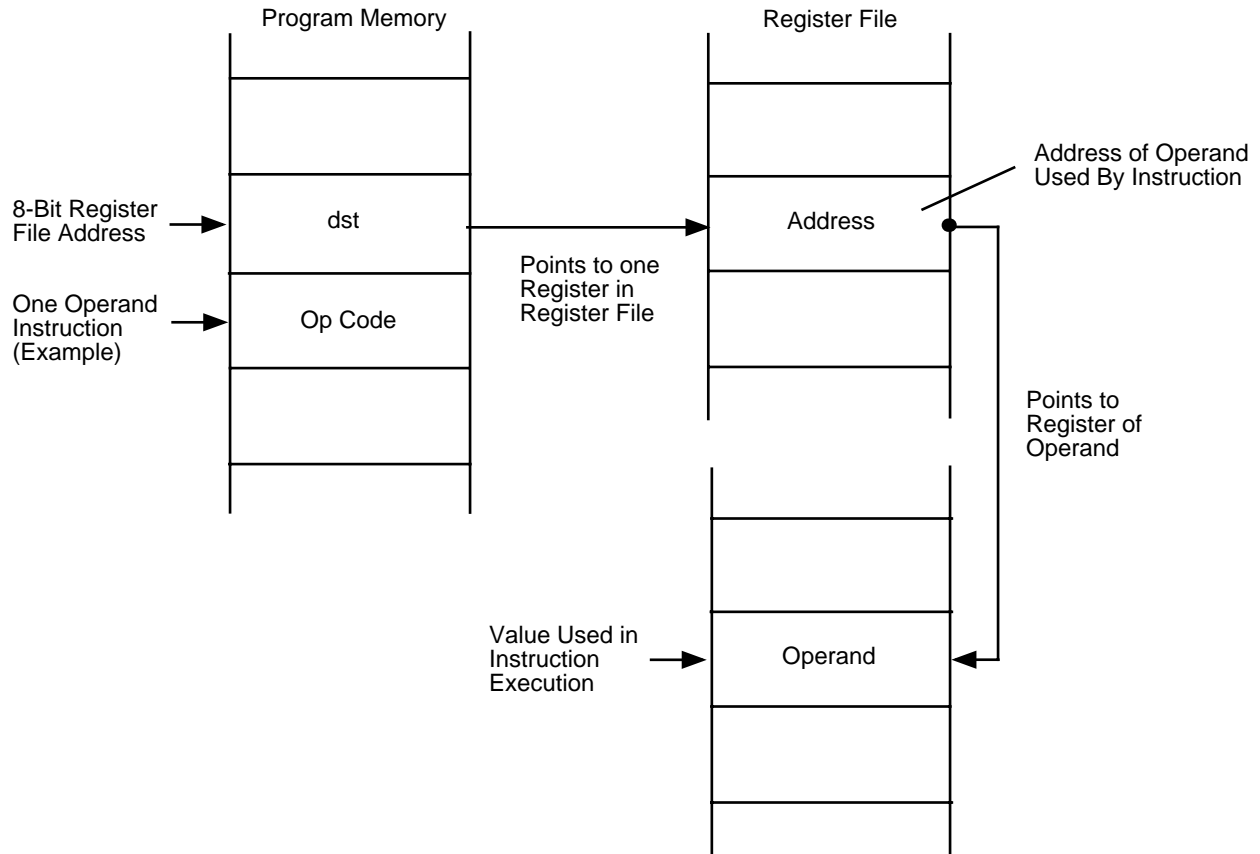 Program Memory
Register File
Address of Operand
Used By Instruction
8-Bit Register
File Address
dst
Address
Points to one
Register in
Register File
One Operand
Instruction
(Example)
Op Code
Points to
Register of
Operand
Value Used in
Instruction
Execution
Operand